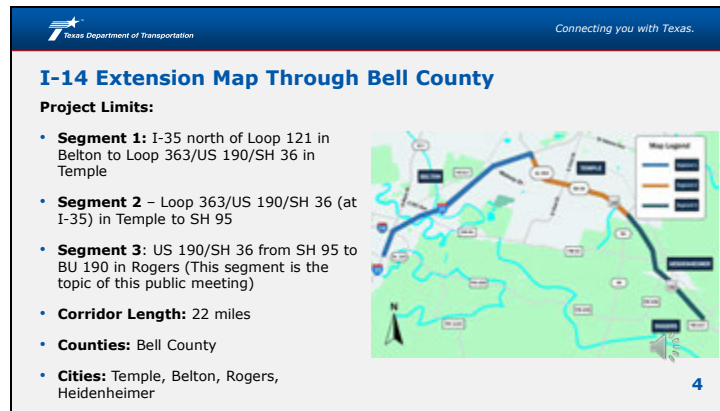 Texas Department of Transportation
Connecting you with Texas.
I-14 Extension Map Through Bell County
Project Limits:
• Segment 1: I-35 north of Loop 121 in
Belton to Loop 363/US 190/SH 36 in
Temple
• Segment 2 – Loop 363/US 190/SH 36 (at
I-35) in Temple to SH 95
• Segment 3: US 190/SH 36 from SH 95 to
BU 190 in Rogers (This segment is the
topic of this public meeting)
• Corridor Length: 22 miles
• Counties: Bell County
• Cities: Temple, Belton, Rogers,
Heidenheimer
Map Legend
BELTON
TEMPLE
HEIDENHEIMER
ROGERS
N
4